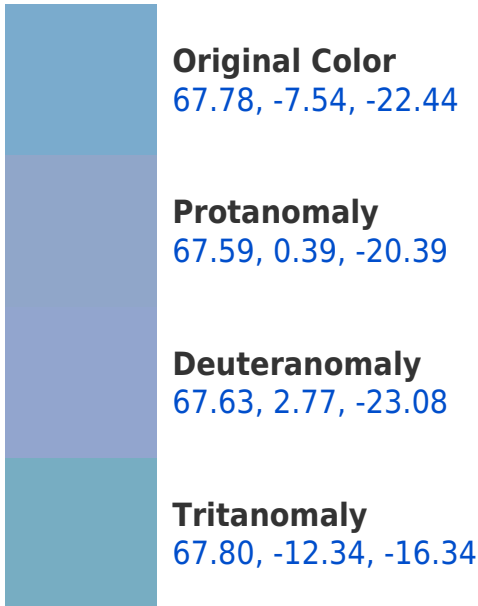 Original Color
67.78, -7.54, -22.44
Protanomaly
67.59, 0.39, -20.39
Deuteranomaly
67.63, 2.77, -23.08
Tritanomaly
67.80, -12.34, -16.34